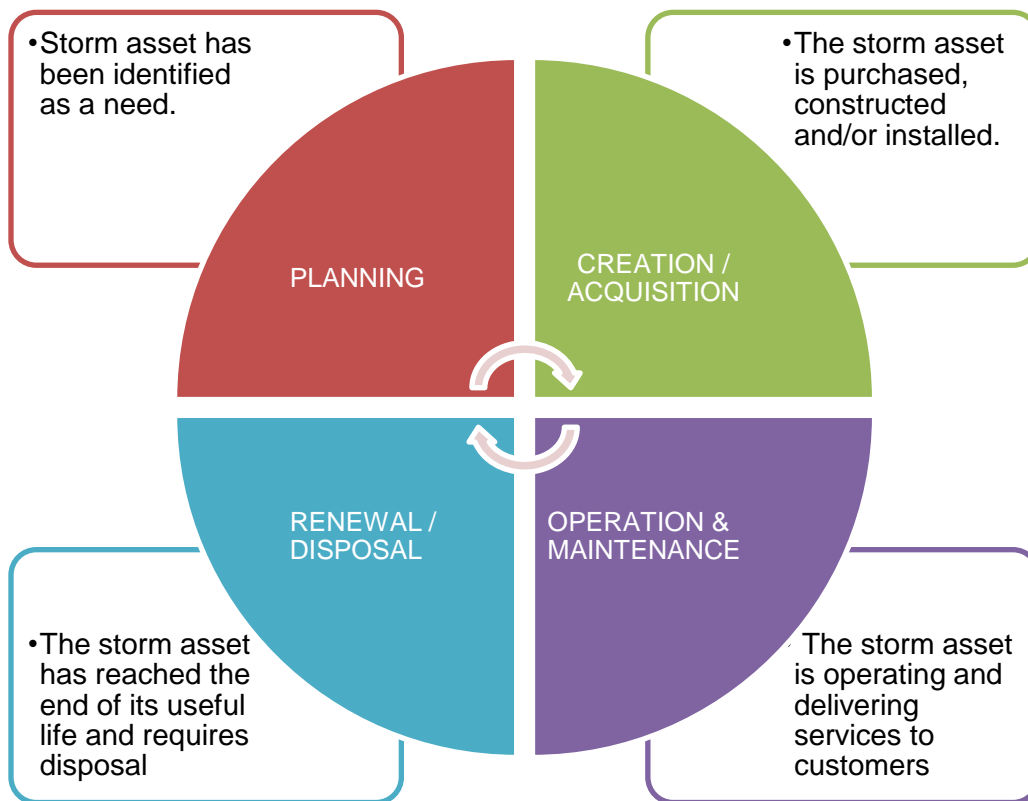 •Storm asset has
been identified
as a need.
•The storm asset
is purchased,
constructed
and/or installed.
PLANNING
CREATION /
ACQUISITION
RENEWAL /
DISPOSAL
OPERATION &
MAINTENANCE
•The storm asset
has reached the
end of its useful
life and requires
disposal
The storm asset
is operating and
delivering
services to
customers